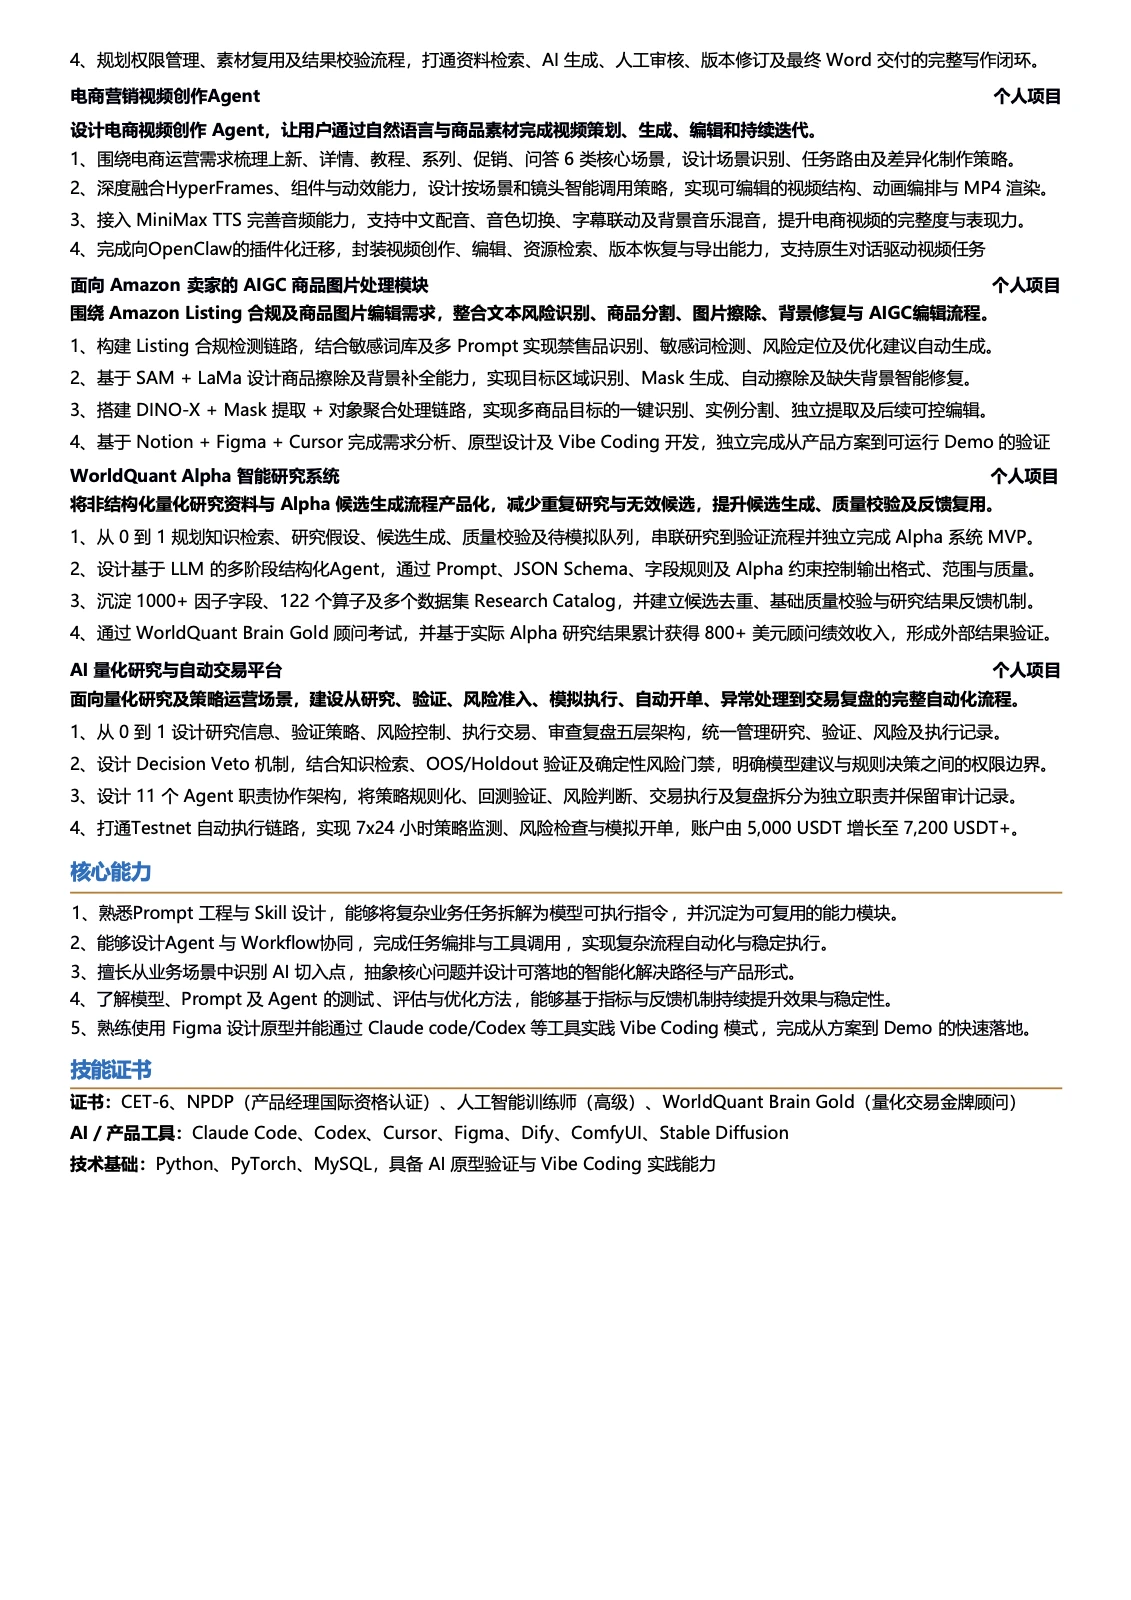 4、规划权限管理、素材复用及结果校验流程，打通资料检索、AI 生成、人工审核、版本修订及最终 Word 交付的完整写作闭环。
电商营销视频创作Agent 个人项目
设计电商视频创作 Agent，让用户通过自然语言与商品素材完成视频策划、生成、编辑和持续迭代。
1、围绕电商运营需求梳理上新、详情、教程、系列、促销、问答 6 类核心场景，设计场景识别、任务路由及差异化制作策略。
2、深度融合HyperFrames、组件与动效能力，设计按场景和镜头智能调用策略，实现可编辑的视频结构、动画编排与 MP4 渲染。
3、接入 MiniMax TTS 完善音频能力，支持中文配音、音色切换、字幕联动及背景音乐混音，提升电商视频的完整度与表现力。
4、完成向OpenClaw的插件化迁移，封装视频创作、编辑、资源检索、版本恢复与导出能力，支持原生对话驱动视频任务
面向 Amazon 卖家的 AIGC 商品图片处理模块 个人项目
围绕 Amazon Listing 合规及商品图片编辑需求，整合文本风险识别、商品分割、图片擦除、背景修复与 AIGC编辑流程。
1、构建 Listing 合规检测链路，结合敏感词库及多 Prompt 实现禁售品识别、敏感词检测、风险定位及优化建议自动生成。
2、基于 SAM + LaMa 设计商品擦除及背景补全能力，实现目标区域识别、Mask 生成、自动擦除及缺失背景智能修复。
3、搭建 DINO-X + Mask 提取 + 对象聚合处理链路，实现多商品目标的一键识别、实例分割、独立提取及后续可控编辑。
4、基于 Notion + Figma + Cursor 完成需求分析、原型设计及 Vibe Coding 开发，独立完成从产品方案到可运行 Demo 的验证
WorldQuant Alpha 智能研究系统 个人项目
将非结构化量化研究资料与 Alpha 候选生成流程产品化，减少重复研究与无效候选，提升候选生成、质量校验及反馈复用。
1、从 0 到 1 规划知识检索、研究假设、候选生成、质量校验及待模拟队列，串联研究到验证流程并独立完成 Alpha 系统 MVP。
2、设计基于 LLM 的多阶段结构化Agent，通过 Prompt、JSON Schema、字段规则及 Alpha 约束控制输出格式、范围与质量。
3、沉淀 1000+ 因子字段、122 个算子及多个数据集 Research Catalog，并建立候选去重、基础质量校验与研究结果反馈机制。
4、通过 WorldQuant Brain Gold 顾问考试，并基于实际 Alpha 研究结果累计获得 800+ 美元顾问绩效收入，形成外部结果验证。
AI 量化研究与自动交易平台 个人项目
面向量化研究及策略运营场景，建设从研究、验证、风险准入、模拟执行、自动开单、异常处理到交易复盘的完整自动化流程。
1、从 0 到 1 设计研究信息、验证策略、风险控制、执行交易、审查复盘五层架构，统一管理研究、验证、风险及执行记录。
2、设计 Decision Veto 机制，结合知识检索、OOS/Holdout 验证及确定性风险门禁，明确模型建议与规则决策之间的权限边界。
3、设计 11 个 Agent 职责协作架构，将策略规则化、回测验证、风险判断、交易执行及复盘拆分为独立职责并保留审计记录。
4、打通Testnet 自动执行链路，实现 7x24 小时策略监测、风险检查与模拟开单，账户由 5,000 USDT 增长至 7,200 USDT+。
核心能力
1、熟悉Prompt 工程与 Skill 设计，能够将复杂业务任务拆解为模型可执行指令，并沉淀为可复用的能力模块。
2、能够设计Agent 与 Workflow协同，完成任务编排与工具调用，实现复杂流程自动化与稳定执行。
3、擅长从业务场景中识别 AI 切入点，抽象核心问题并设计可落地的智能化解决路径与产品形式。
4、了解模型、Prompt 及 Agent 的测试、评估与优化方法，能够基于指标与反馈机制持续提升效果与稳定性。
5、熟练使用 Figma 设计原型并能通过 Claude code/Codex 等工具实践 Vibe Coding 模式，完成从方案到 Demo 的快速落地。
技能证书
证书：CET-6、NPDP（产品经理国际资格认证）、人工智能训练师（高级）、WorldQuant Brain Gold（量化交易金牌顾问）
AI / 产品工具：Claude Code、Codex、Cursor、Figma、Dify、ComfyUI、Stable Diffusion
技术基础：Python、PyTorch、MySQL，具备 AI 原型验证与 Vibe Coding 实践能力